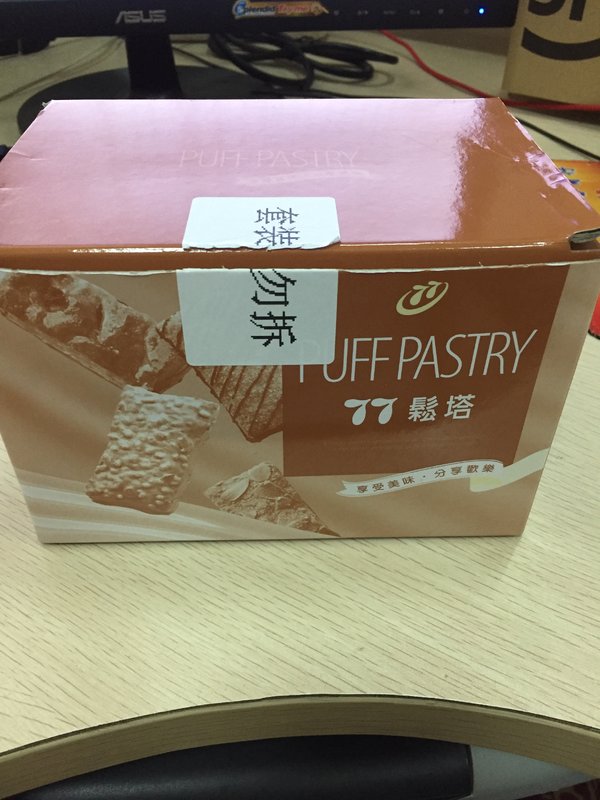 ASUS
Splendid
PUFF PASTRY
套裝
勿拆
77
PUFF PASTRY
77 鬆塔
享受美味．分享歡樂